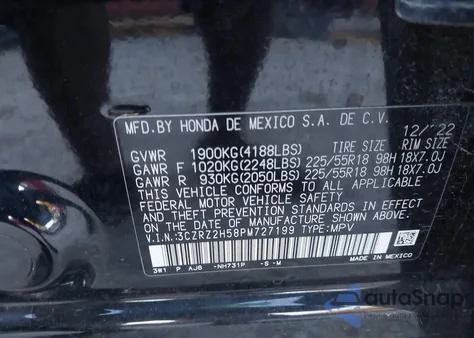 MFD.BY HONDA DE MEXICO S.A. DE C.V.
12/'22
GVWR 1900KG(4188LBS) TIRE SIZE RIM SIZE
GAWR F 1020KG(2248LBS) 225/55R18 98H 18X7.0J
GAWR R 930KG(2050LBS) 225/55R18 98H 18X7.0J
THIS VEHICLE CONFORMS TO ALL APPLICABLE
FEDERAL MOTOR VEHICLE SAFETY
AND THEFT PREVENTION STANDARDS IN EFFECT
ON THE DATE OF MANUFACTURE SHOWN ABOVE.
V.I.N.:3CZRZ2H58PM727199 TYPE:MPV
3W1 P AJ6 -NH731P -S-M MADE IN MEXICO
autoSnap